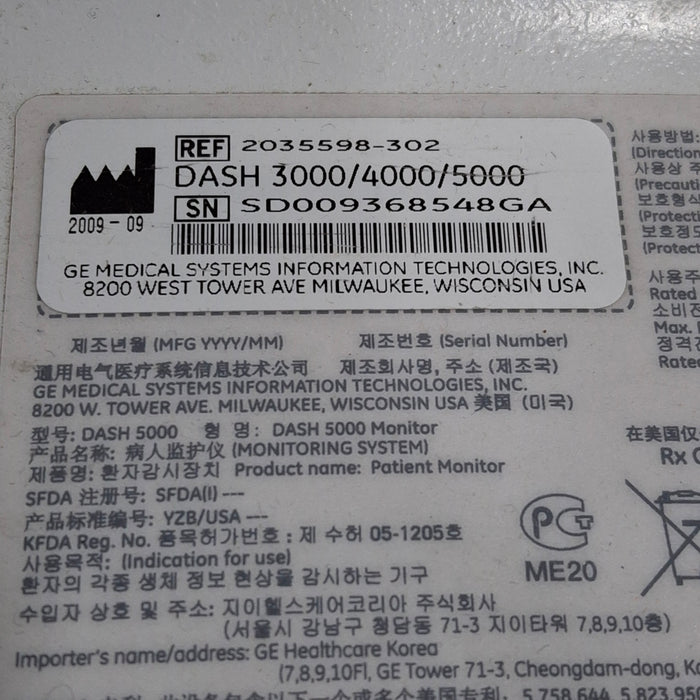 REF 2035598-302
DASH 3000/4000/5000
SN SD009368548GA
2009-09
GE MEDICAL SYSTEMS INFORMATION TECHNOLOGIES, INC.
8200 WEST TOWER AVE MILWAUKEE, WISCONSIN USA
제조년월 (MFG YYYY/MM) 제조번호 (Serial Number)
通用电气医疗系统信息技术公司 제조회사명, 주소 (제조국)
GE MEDICAL SYSTEMS INFORMATION TECHNOLOGIES, INC.
8200 W. TOWER AVE. MILWAUKEE, WISCONSIN USA 美国 (미국)
型号: DASH 5000 형 명: DASH 5000 Monitor
产品名称: 病人监护仪 (MONITORING SYSTEM)
제품명: 환자감시장치 Product name: Patient Monitor
SFDA 注册号: SFDA(I) ---
产品标准编号: YZB/USA ---
KFDA Reg. No. 품목허가번호 : 제 수허 05-1205호
사용목적: (Indication for use)
환자의 각종 생체 정보 현상을 감시하는 기구
수입자 상호 및 주소: 지이헬스케어코리아 주식회사
(서울시 강남구 청담동 71-3 지이타워 7,8,9,10층)
Importer's name/address: GE Healthcare Korea
(7,8,9,10Fl, GE Tower 71-3, Cheongdam-dong,
ME20
사용방법:
(Direction
사용상 주
(Precaut
보호형식
(Protecti
보호정도
(Protect
사용주
Rated
소비전
Max.
정격전
Rate
在美国仅
Rx
5,758,644, 5,823,95